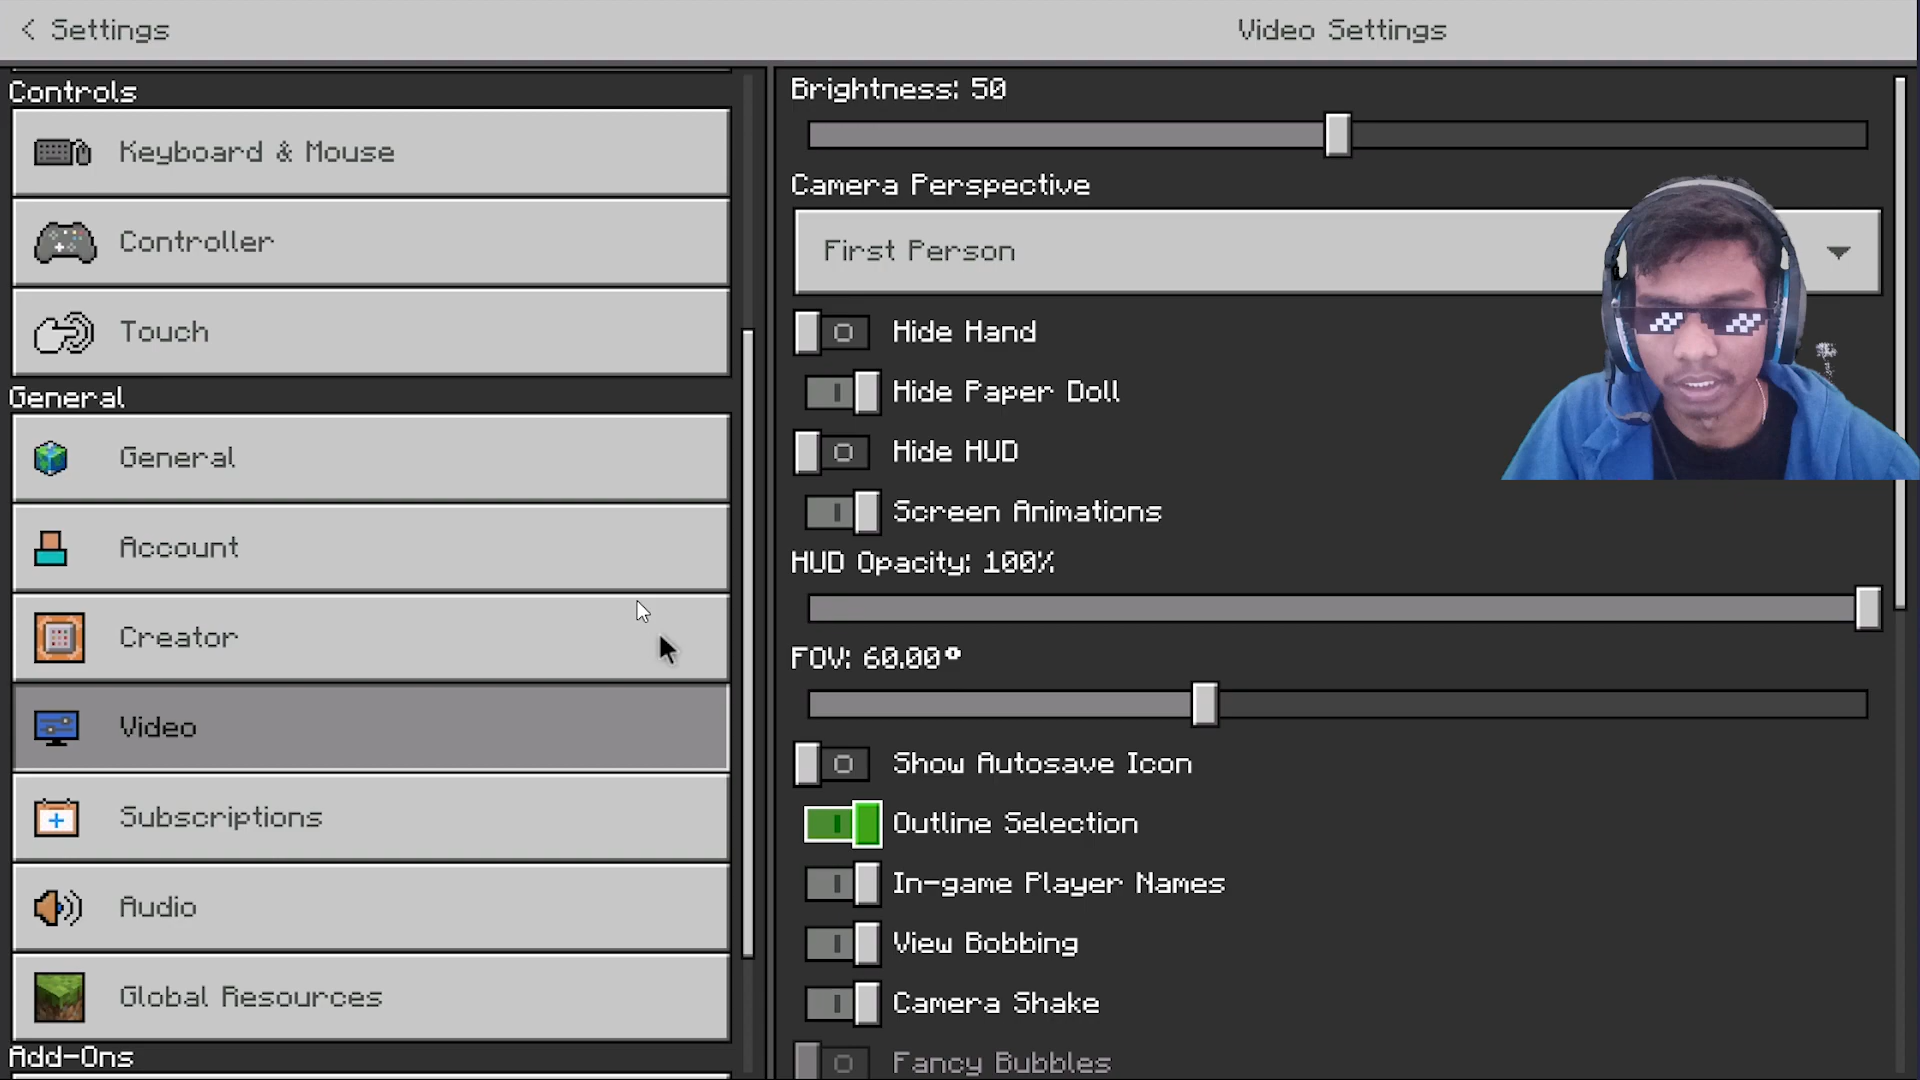 Settings
Video Settings
Controls
Keyboard & Mouse
Controller
Touch
General
General
Account
Creator
Video
Subscriptions
Audio
Global Resources
Add-Ons
Brightness: 50
Camera Perspective
First Person
Hide Hand
Hide Paper Doll
Hide HUD
Screen Animations
HUD Opacity: 100%
FOV: 60.00°
Show Autosave Icon
Outline Selection
In-game Player Names
View Bobbing
Camera Shake
Fancy Bubbles